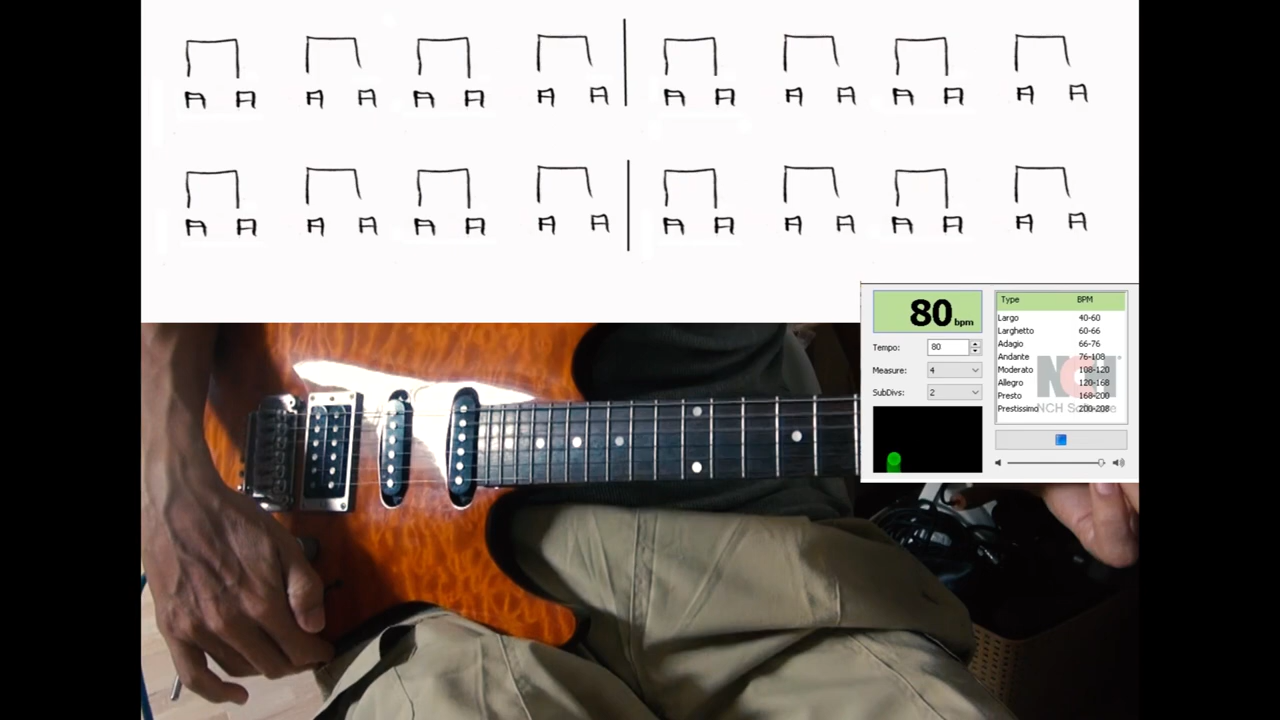 80 bpm
Tempo: 80
Measure: 4
SubDivs: 2
Type BPM
Largo 40-60
Larghetto 60-66
Adagio 66-76
Andante 76-108
Moderato 108-120
Allegro 120-168
Presto 168-200
Prestissimo 200-208
NCH